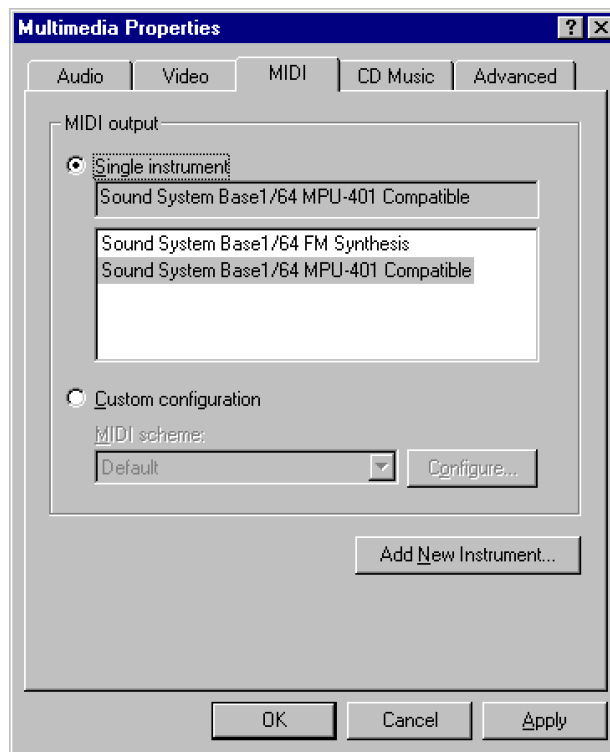 Multimedia Properties
Audio Video MIDI CD Music Advanced
MIDI output
Single instrument
Sound System Base1/64 MPU-401 Compatible
Sound System Base1/64 FM Synthesis
Sound System Base1/64 MPU-401 Compatible
Custom configuration
MIDI scheme:
Default
Configure...
Add New Instrument...
OK Cancel Apply